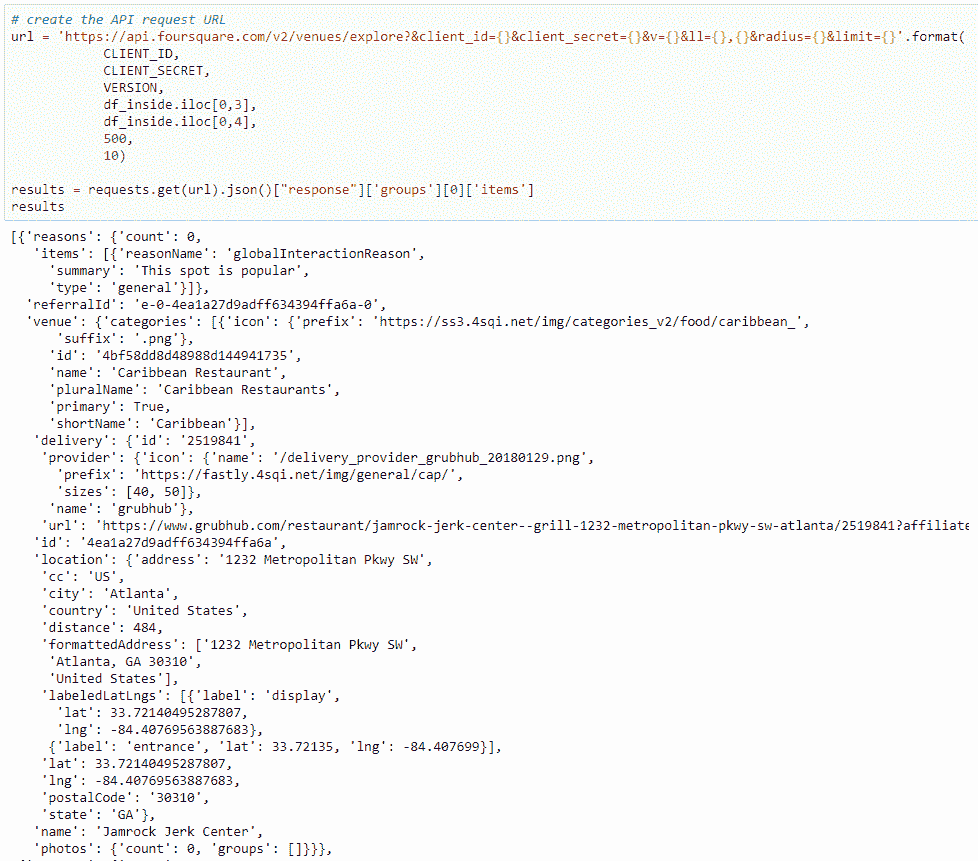 # create the API request URL
url = 'https://api.foursquare.com/v2/venues/explore?&client_id={}&client_secret={}&v={}&ll={},{}&radius={}&limit={}'.format(
CLIENT_ID,
CLIENT_SECRET,
VERSION,
df_inside.iloc[0,3],
df_inside.iloc[0,4],
500,
10)
results = requests.get(url).json()["response"]['groups'][0]['items']
results
[{'reasons': {'count': 0,
'items': [{'reasonName': 'globalInteractionReason',
'summary': 'This spot is popular',
'type': 'general'}]},
'referralId': 'e-0-4ea1a27d9adff634394ffa6a-0',
'venue': {'categories': [{'icon': {'prefix': 'https://ss3.4sqi.net/img/categories_v2/food/caribbean_',
'suffix': '.png'},
'id': '4bf58dd8d48988d144941735',
'name': 'Caribbean Restaurant',
'pluralName': 'Caribbean Restaurants',
'primary': True,
'shortName': 'Caribbean'}],
'delivery': {'id': '2519841',
'provider': {'icon': {'name': '/delivery_provider_grubhub_20180129.png',
'prefix': 'https://fastly.4sqi.net/img/general/cap/',
'sizes': [40, 50]},
'name': 'grubhub'},
'url': 'https://www.grubhub.com/restaurant/jamrock-jerk-center--grill-1232-metropolitan-pkwy-sw-atlanta/2519841?affiliate
'id': '4ea1a27d9adff634394ffa6a',
'location': {'address': '1232 Metropolitan Pkwy SW',
'cc': 'US',
'city': 'Atlanta',
'country': 'United States',
'distance': 484,
'formattedAddress': ['1232 Metropolitan Pkwy SW',
'Atlanta, GA 30310',
'United States'],
'labeledLatLngs': [{'label': 'display',
'lat': 33.72140495287807,
'lng': -84.40769563887683},
{'label': 'entrance', 'lat': 33.72135, 'lng': -84.407699}],
'lat': 33.72140495287807,
'lng': -84.40769563887683,
'postalCode': '30310',
'state': 'GA'},
'name': 'Jamrock Jerk Center',
'photos': {'count': 0, 'groups': []}}},